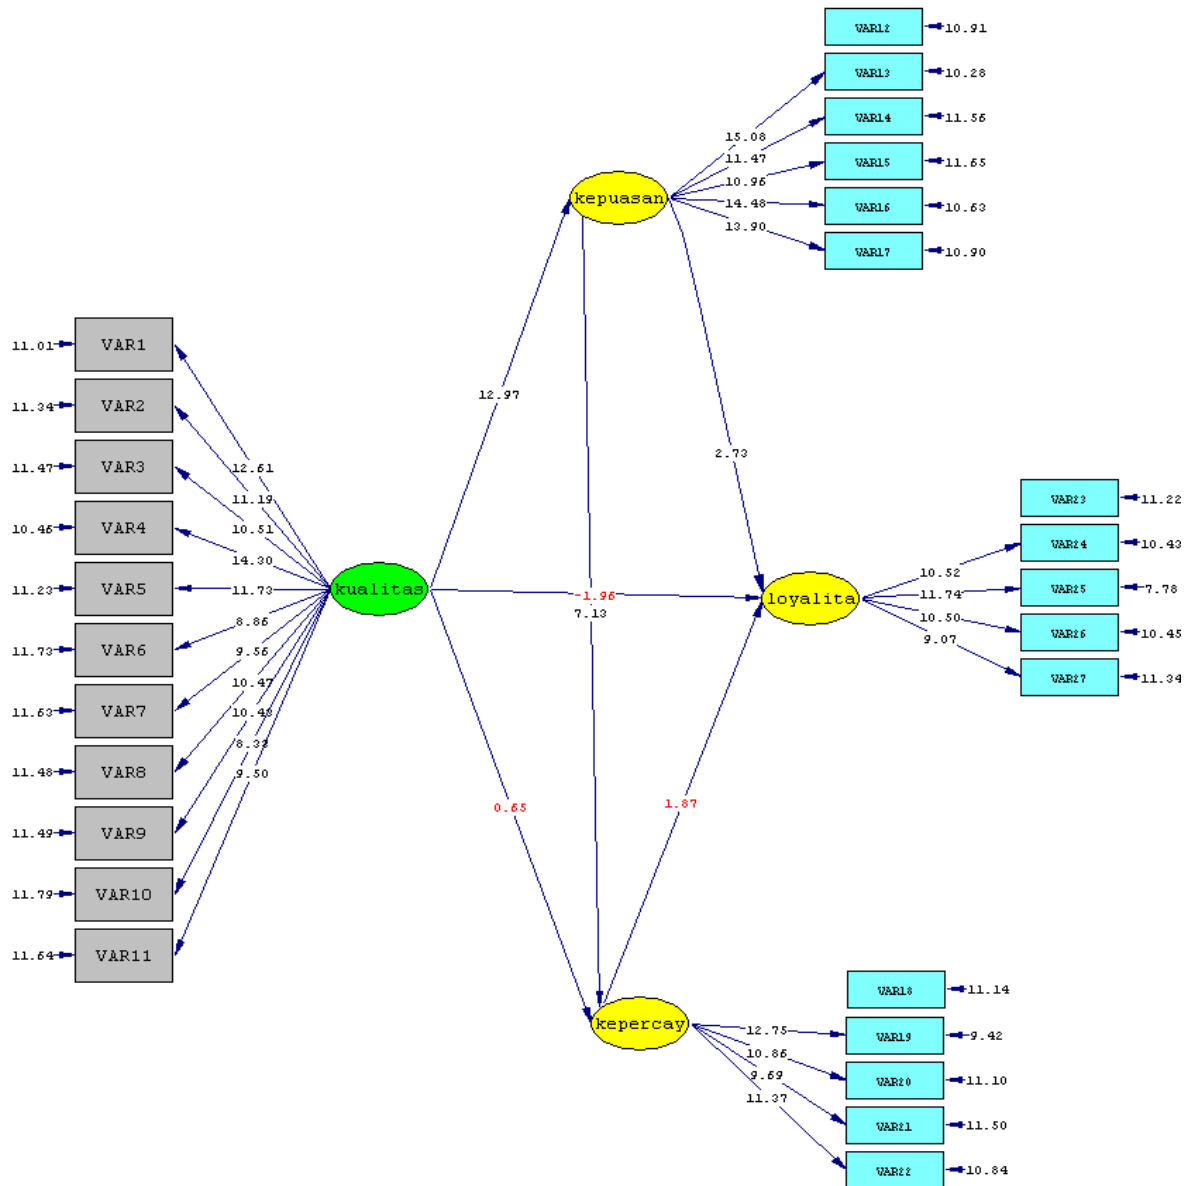 VAR12
10.91
VAR13
10.28
VAR14
11.56
VAR15
11.65
VAR16
10.63
VAR17
10.90
15.08
11.47
10.96
14.48
13.90
kepuasan
11.01
VAR1
11.34
VAR2
11.47
VAR3
10.46
VAR4
11.23
VAR5
11.73
VAR6
11.63
VAR7
11.48
VAR8
11.49
VAR9
11.79
VAR10
11.64
VAR11
12.61
11.19
10.51
14.30
11.73
8.86
9.56
10.47
10.43
8.32
9.50
kualitas
12.97
2.73
-1.96
7.13
0.65
1.87
loyalita
VAR23
11.22
VAR24
10.43
VAR25
7.78
VAR26
10.45
VAR27
11.34
10.52
11.74
10.50
9.07
kepercay
VAR18
11.14
VAR19
9.42
VAR20
11.10
VAR21
11.50
VAR22
10.84
12.75
10.86
9.69
11.37